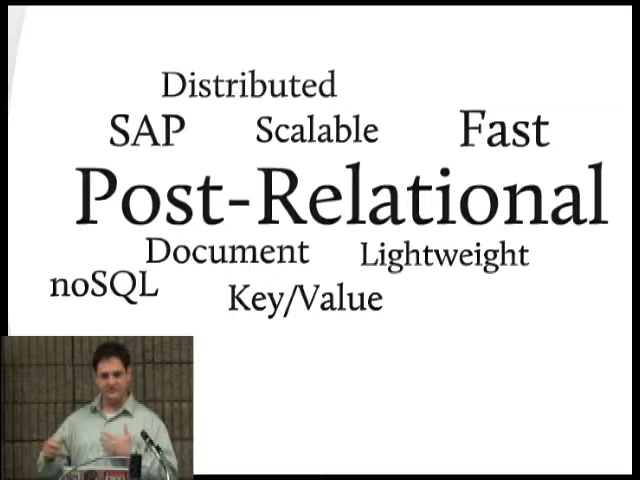 Distributed
SAP Scalable Fast
Post-Relational
Document Lightweight
noSQL Key/Value